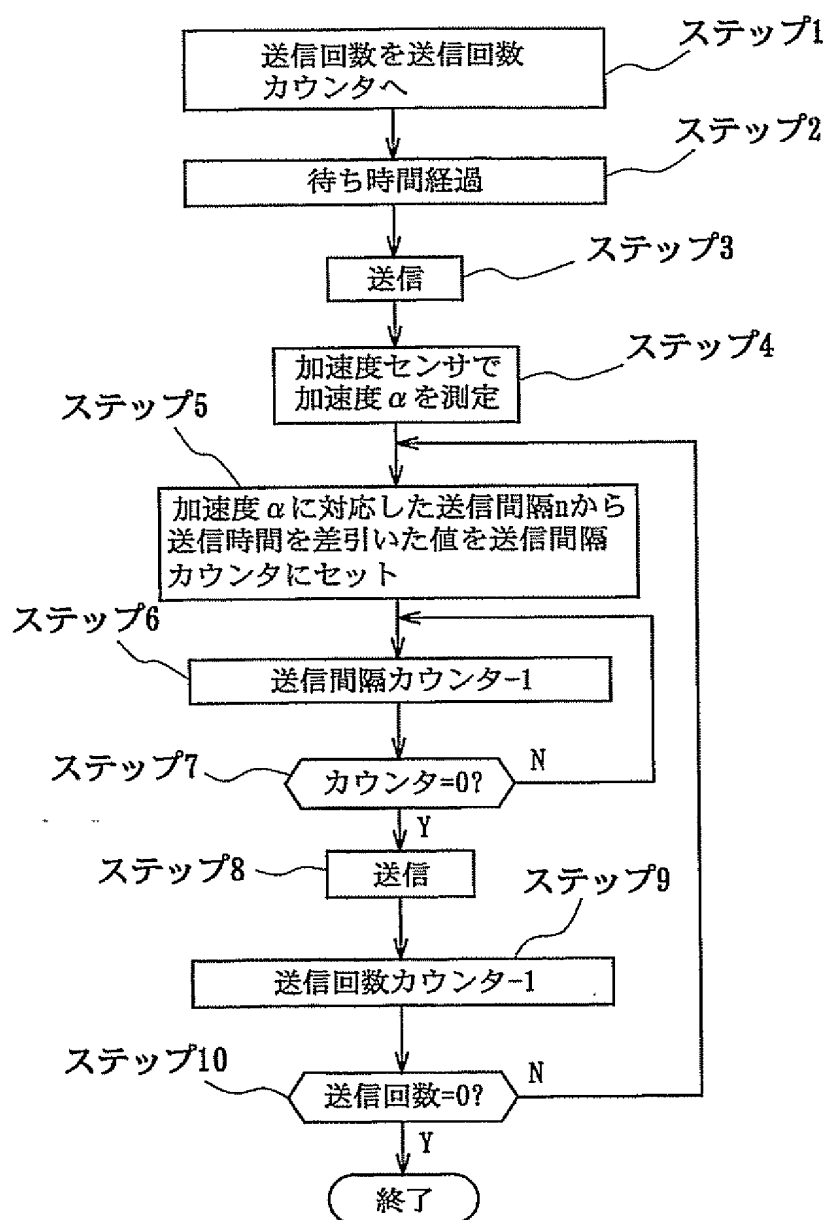 ステップ1
送信回数を送信回数
カウンタへ
ステップ2
待ち時間経過
ステップ3
送信
ステップ4
加速度センサで
加速度αを測定
ステップ5
加速度αに対応した送信間隔nから
送信時間を差引いた値を送信間隔
カウンタにセット
ステップ6
送信間隔カウンタ-1
ステップ7
カウンタ=0?
N
Y
ステップ8
送信
ステップ9
送信回数カウンタ-1
ステップ10
送信回数=0?
N
Y
終了